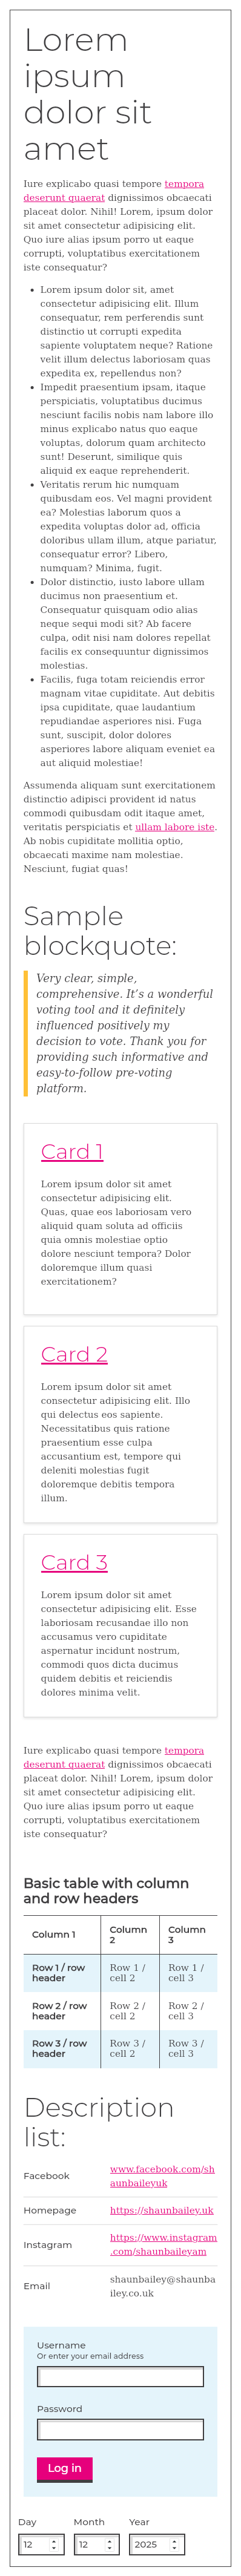 Lorem
ipsum
dolor sit
amet
Iure explicabo quasi tempore tempora
deserunt quaerat dignissimos obcaecati
placeat dolor. Nihil! Lorem, ipsum dolor
sit amet consectetur adipisicing elit.
Quo iure alias ipsum porro ut eaque
corrupti, voluptatibus exercitationem
iste consequatur?
Lorem ipsum dolor sit, amet
consectetur adipisicing elit. Illum
consequatur, rem perferendis sunt
distinctio ut corrupti expedita
sapiente voluptatem neque? Ratione
velit illum delectus laboriosam quas
expedita ex, repellendus non?
Impedit praesentium ipsam, itaque
perspiciatis, voluptatibus ducimus
nesciunt facilis nobis nam labore illo
minus explicabo natus quo eaque
voluptas, dolorum quam architecto
sunt! Deserunt, similique quis
aliquid ex eaque reprehenderit.
Veritatis rerum hic numquam
quibusdam eos. Vel magni provident
ea? Molestias laborum quos a
expedita voluptas dolor ad, officia
doloribus ullam illum, atque pariatur,
consequatur error? Libero,
numquam? Minima, fugit.
Dolor distinctio, iusto labore ullam
ducimus non praesentium et.
Consequatur quisquam odio alias
neque sequi modi sit? Ab facere
culpa, odit nisi nam dolores repellat
facilis ex consequuntur dignissimos
molestias.
Facilis, fuga totam reiciendis error
magnam vitae cupiditate. Aut debitis
ipsa cupiditate, quae laudantium
repudiandae asperiores nisi. Fuga
sunt, suscipit, dolor dolores
asperiores labore aliquam eveniet ea
aut aliquid molestiae!
Assumenda aliquam sunt exercitationem
distinctio adipisci provident id natus
commodi quibusdam odit itaque amet,
veritatis perspiciatis et ullam labore iste.
Ab nobis cupiditate mollitia optio,
obcaecati maxime nam molestiae.
Nesciunt, fugiat quas!
Sample
blockquote:
Very clear, simple,
comprehensive. It’s a wonderful
voting tool and it definitely
influenced positively my
decision to vote. Thank you for
providing such informative and
easy-to-follow pre-voting
platform.
Card 1
Lorem ipsum dolor sit amet
consectetur adipisicing elit.
Quas, quae eos laboriosam vero
aliquid quam soluta ad officiis
quia omnis molestiae optio
dolore nesciunt tempora? Dolor
doloremque illum quasi
exercitationem?
Card 2
Lorem ipsum dolor sit amet
consectetur adipisicing elit. Illo
qui delectus eos sapiente.
Necessitatibus quis ratione
praesentium esse culpa
accusantium est, tempore qui
deleniti molestias fugit
doloremque debitis tempora
illum.
Card 3
Lorem ipsum dolor sit amet
consectetur adipisicing elit. Esse
laboriosam recusandae illo non
accusamus vero cupiditate
aspernatur incidunt nostrum,
commodi quos dicta ducimus
quidem debitis et reiciendis
dolores minima velit.
Iure explicabo quasi tempore tempora
deserunt quaerat dignissimos obcaecati
placeat dolor. Nihil! Lorem, ipsum dolor
sit amet consectetur adipisicing elit.
Quo iure alias ipsum porro ut eaque
corrupti, voluptatibus exercitationem
iste consequatur?
Basic table with column
and row headers
Column 1 Column 2 Column 3
Row 1 / row header Row 1 / cell 2 Row 1 / cell 3
Row 2 / row header Row 2 / cell 2 Row 2 / cell 3
Row 3 / row header Row 3 / cell 2 Row 3 / cell 3
Description
list:
Facebook www.facebook.com/sh
aunbaileyuk
Homepage https://shaunbailey.uk
Instagram https://www.instagram
.com/shaunbaileyam
Email shaunbailey@shaunba
iley.co.uk
Username
Or enter your email address
Password
Log in
Day Month Year
12 12 2025